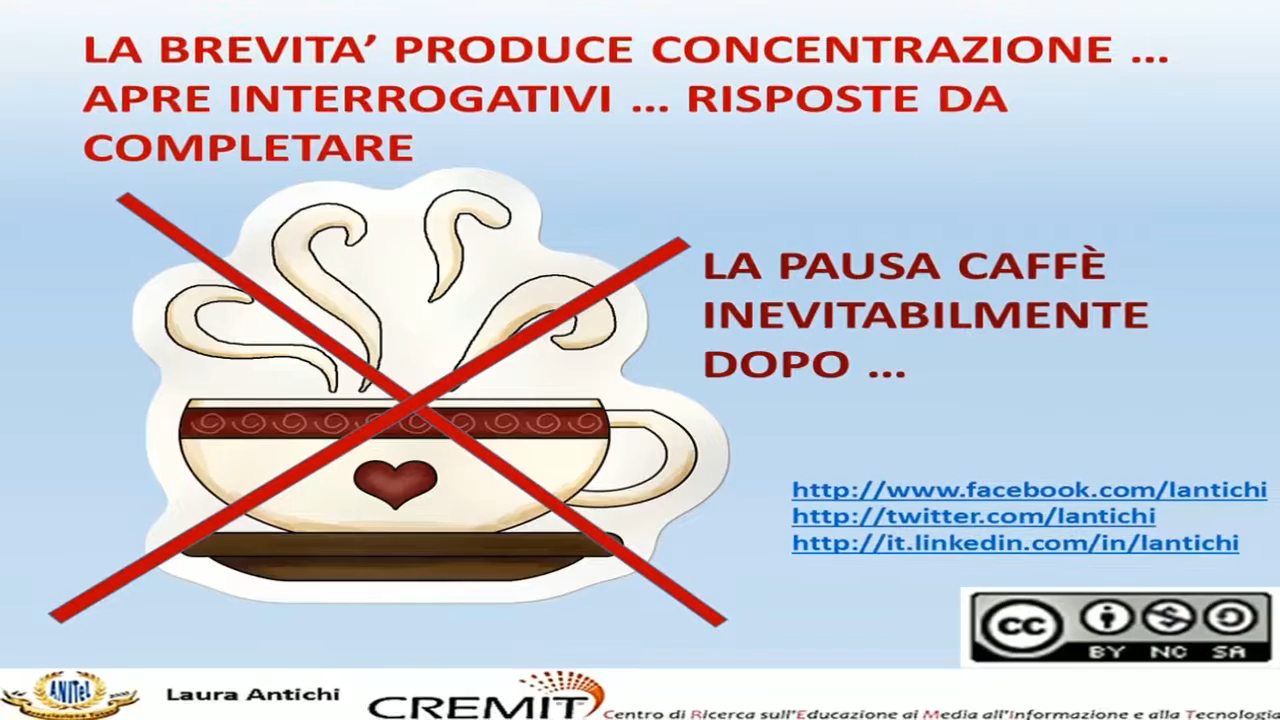 LA BREVITA’ PRODUCE CONCENTRAZIONE ...
APRE INTERROGATIVI ... RISPOSTE DA
COMPLETARE
LA PAUSA CAFFÈ
INEVITABILMENTE
DOPO ...
http://www.facebook.com/lantichi
http://twitter.com/lantichi
http://it.linkedin.com/in/lantichi
cc
BY NC SA
ANITeL
Laura Antichi
CREMIT
Centro di Ricerca sull'Educazione ai Media all'Informazione e alla Tecnologia